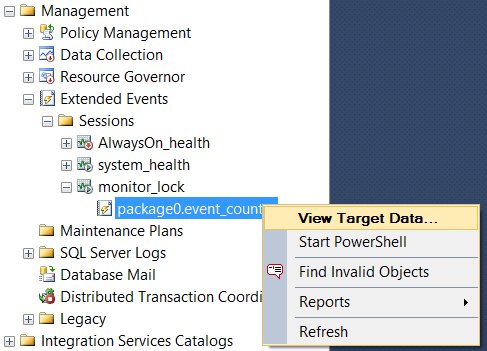 Management
Policy Management
Data Collection
Resource Governor
Extended Events
Sessions
AlwaysOn_health
system_health
monitor_lock
package0.event_count
View Target Data...
Maintenance Plans
Start PowerShell
SQL Server Logs
Find Invalid Objects
Database Mail
Distributed Transaction Coordi
Reports
Legacy
Refresh
Integration Services Catalogs